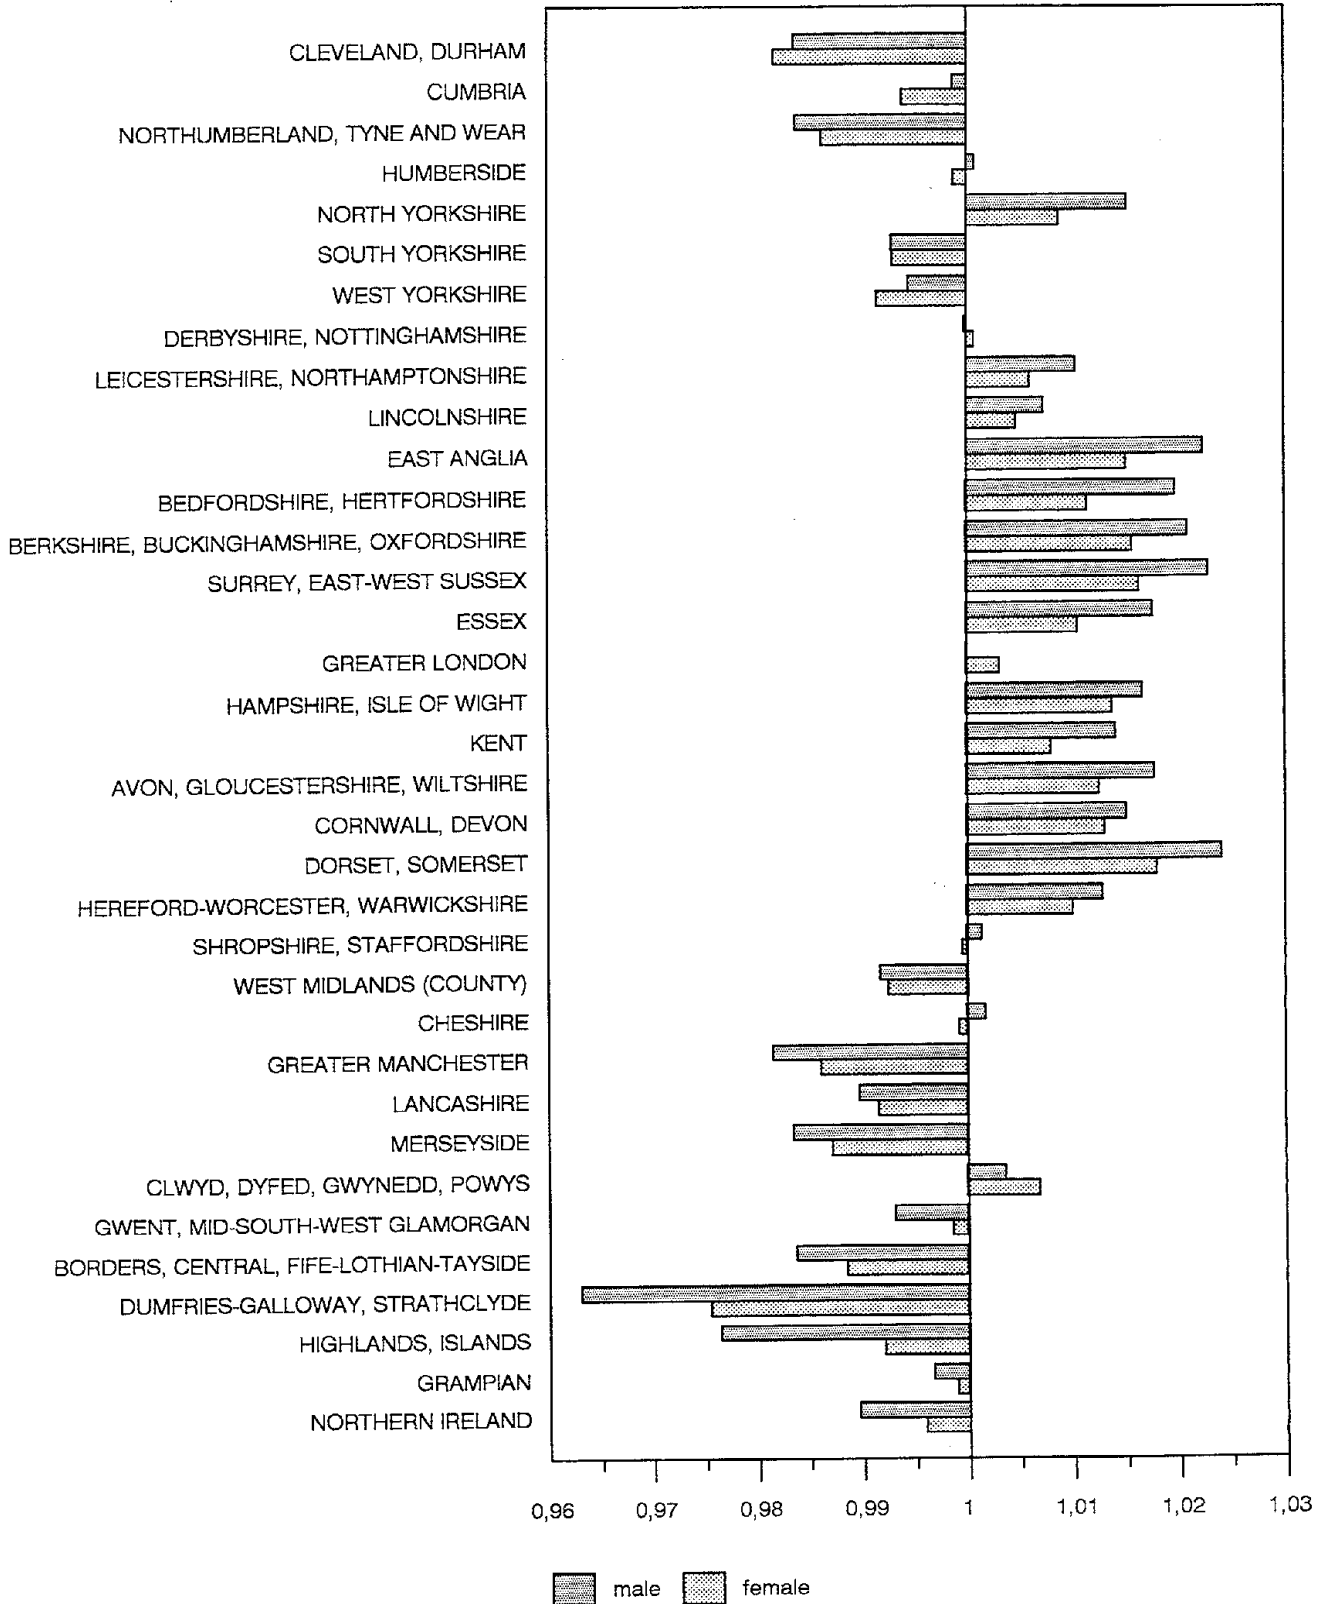 CLEVELAND, DURHAM
CUMBRIA
NORTHUMBERLAND, TYNE AND WEAR
HUMBERSIDE
NORTH YORKSHIRE
SOUTH YORKSHIRE
WEST YORKSHIRE
DERBYSHIRE, NOTTINGHAMSHIRE
LEICESTERSHIRE, NORTHAMPTONSHIRE
LINCOLNSHIRE
EAST ANGLIA
BEDFORDSHIRE, HERTFORDSHIRE
BERKSHIRE, BUCKINGHAMSHIRE, OXFORDSHIRE
SURREY, EAST-WEST SUSSEX
ESSEX
GREATER LONDON
HAMPSHIRE, ISLE OF WIGHT
KENT
AVON, GLOUCESTERSHIRE, WILTSHIRE
CORNWALL, DEVON
DORSET, SOMERSET
HEREFORD-WORCESTER, WARWICKSHIRE
SHROPSHIRE, STAFFORDSHIRE
WEST MIDLANDS (COUNTY)
CHESHIRE
GREATER MANCHESTER
LANCASHIRE
MERSEYSIDE
CLWYD, DYFED, GWYNEDD, POWYS
GWENT, MID-SOUTH-WEST GLAMORGAN
BORDERS, CENTRAL, FIFE-LOTHIAN-TAYSIDE
DUMFRIES-GALLOWAY, STRATHCLYDE
HIGHLANDS, ISLANDS
GRAMPIAN
NORTHERN IRELAND
0,96 0,97 0,98 0,99 1 1,01 1,02 1,03
male female